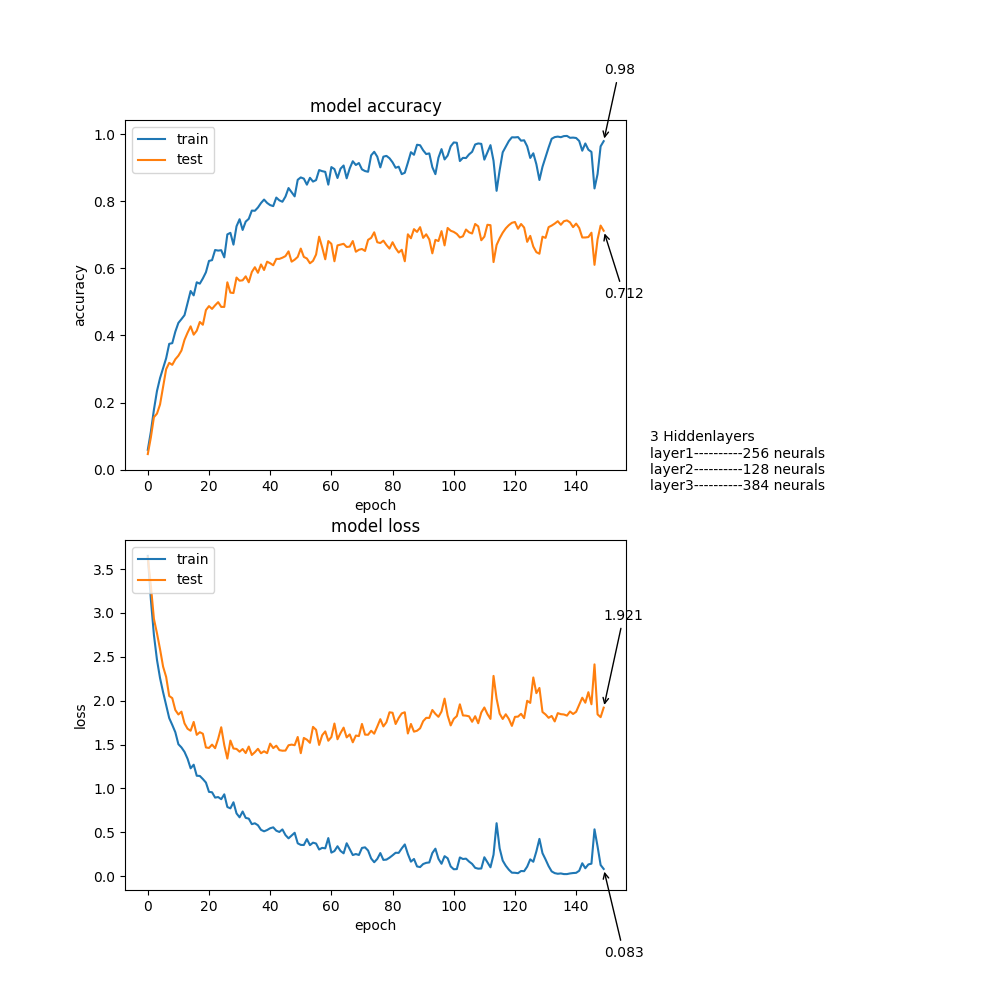 0.98
model accuracy
train
test
1.0
0.8
0.6
0.4
0.2
0.0
accuracy
0.712
0 20 40 60 80 100 120 140
epoch
3 Hiddenlayers
layer1----------256 neurals
layer2----------128 neurals
layer3----------384 neurals
model loss
train
test
3.5
3.0
2.5
2.0
1.5
1.0
0.5
0.0
loss
1.921
0 20 40 60 80 100 120 140
epoch
0.083